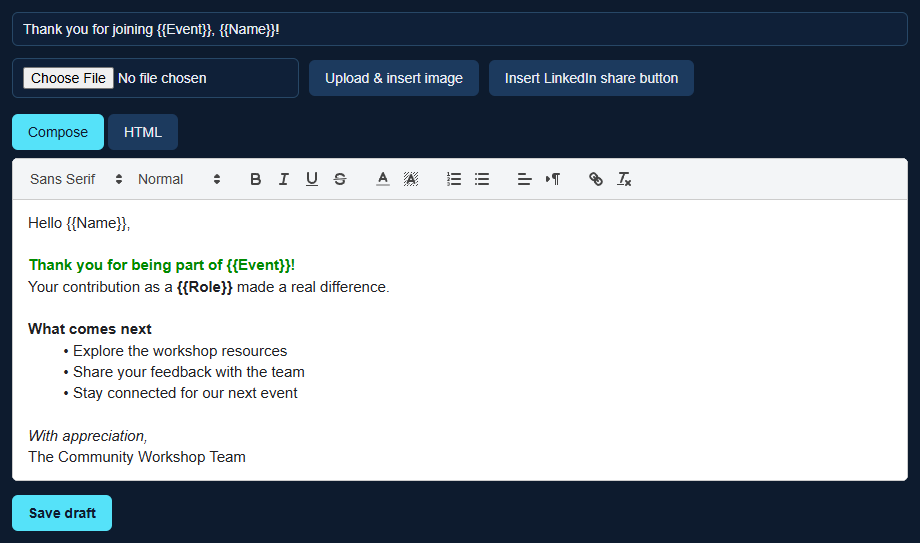 Thank you for joining {{Event}}, {{Name}}!
Choose File No file chosen Upload & insert image Insert LinkedIn share button
Compose HTML
Sans Serif Normal B I U S A A
Hello {{Name}},
Thank you for being part of {{Event}}!
Your contribution as a {{Role}} made a real difference.
What comes next
• Explore the workshop resources
• Share your feedback with the team
• Stay connected for our next event
With appreciation,
The Community Workshop Team
Save draft